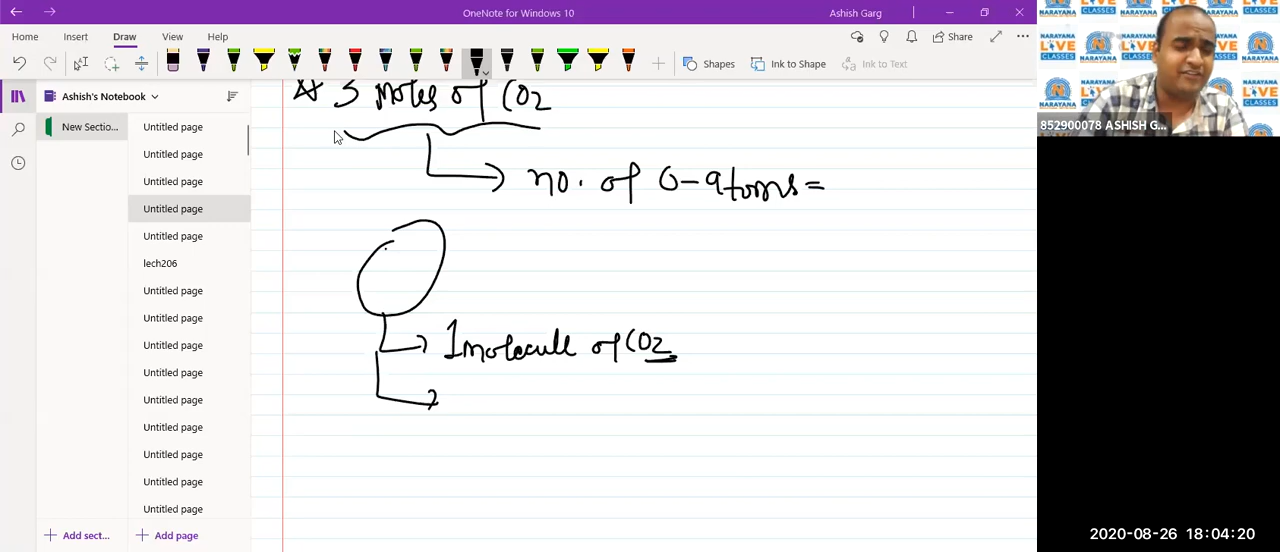 OneNote for Windows 10
Ashish Garg
Home Insert Draw View Help
Share
Shapes Ink to Shape Ink to Text
Ashish's Notebook
New Sectio...
Untitled page
Untitled page
Untitled page
Untitled page
Untitled page
lech206
Untitled page
Untitled page
Untitled page
Untitled page
Untitled page
Untitled page
Untitled page
Untitled page
Untitled page
Add sect...
Add page
3 moles of CO2
no. of O-atoms=
1 molecule of CO2
NARAYANA
LIVE
CLASSES
852900078 ASHISH G...
2020-08-26 18:04:20